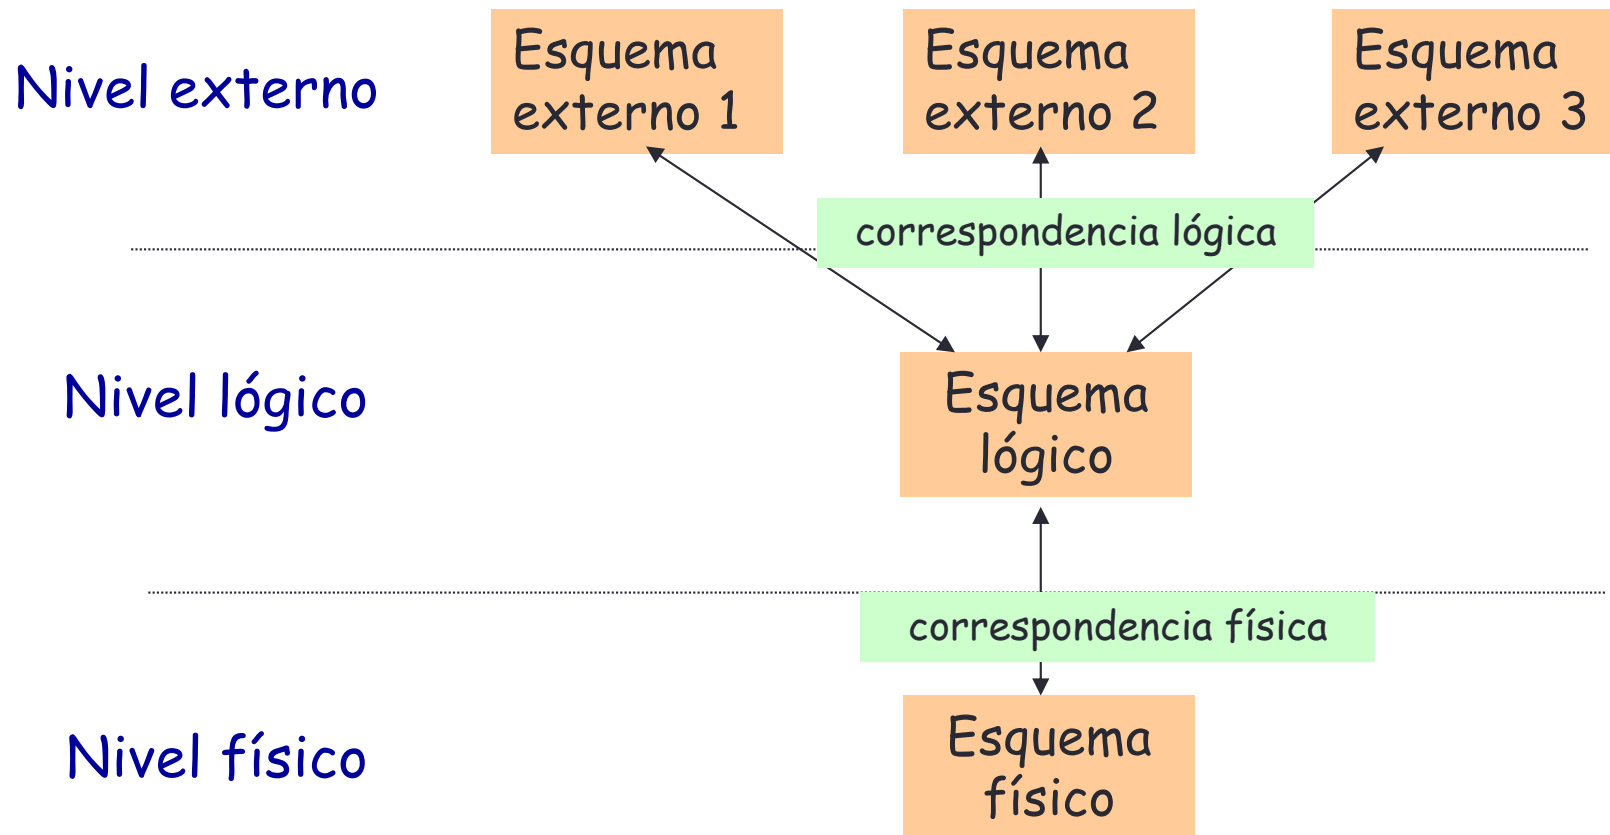 Nivel externo
Esquema
externo 1
Esquema
externo 2
Esquema
externo 3
correspondencia lógica
Nivel lógico
Esquema
lógico
correspondencia física
Nivel físico
Esquema
físico